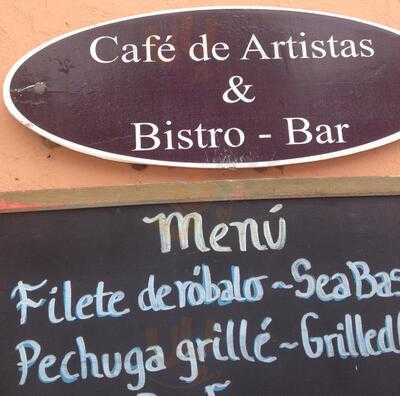 Café de Artistas
&
Bistro - Bar
Menú
Filete de róbalo ~ Sea Bas
Pechuga grillé ~ Grilled